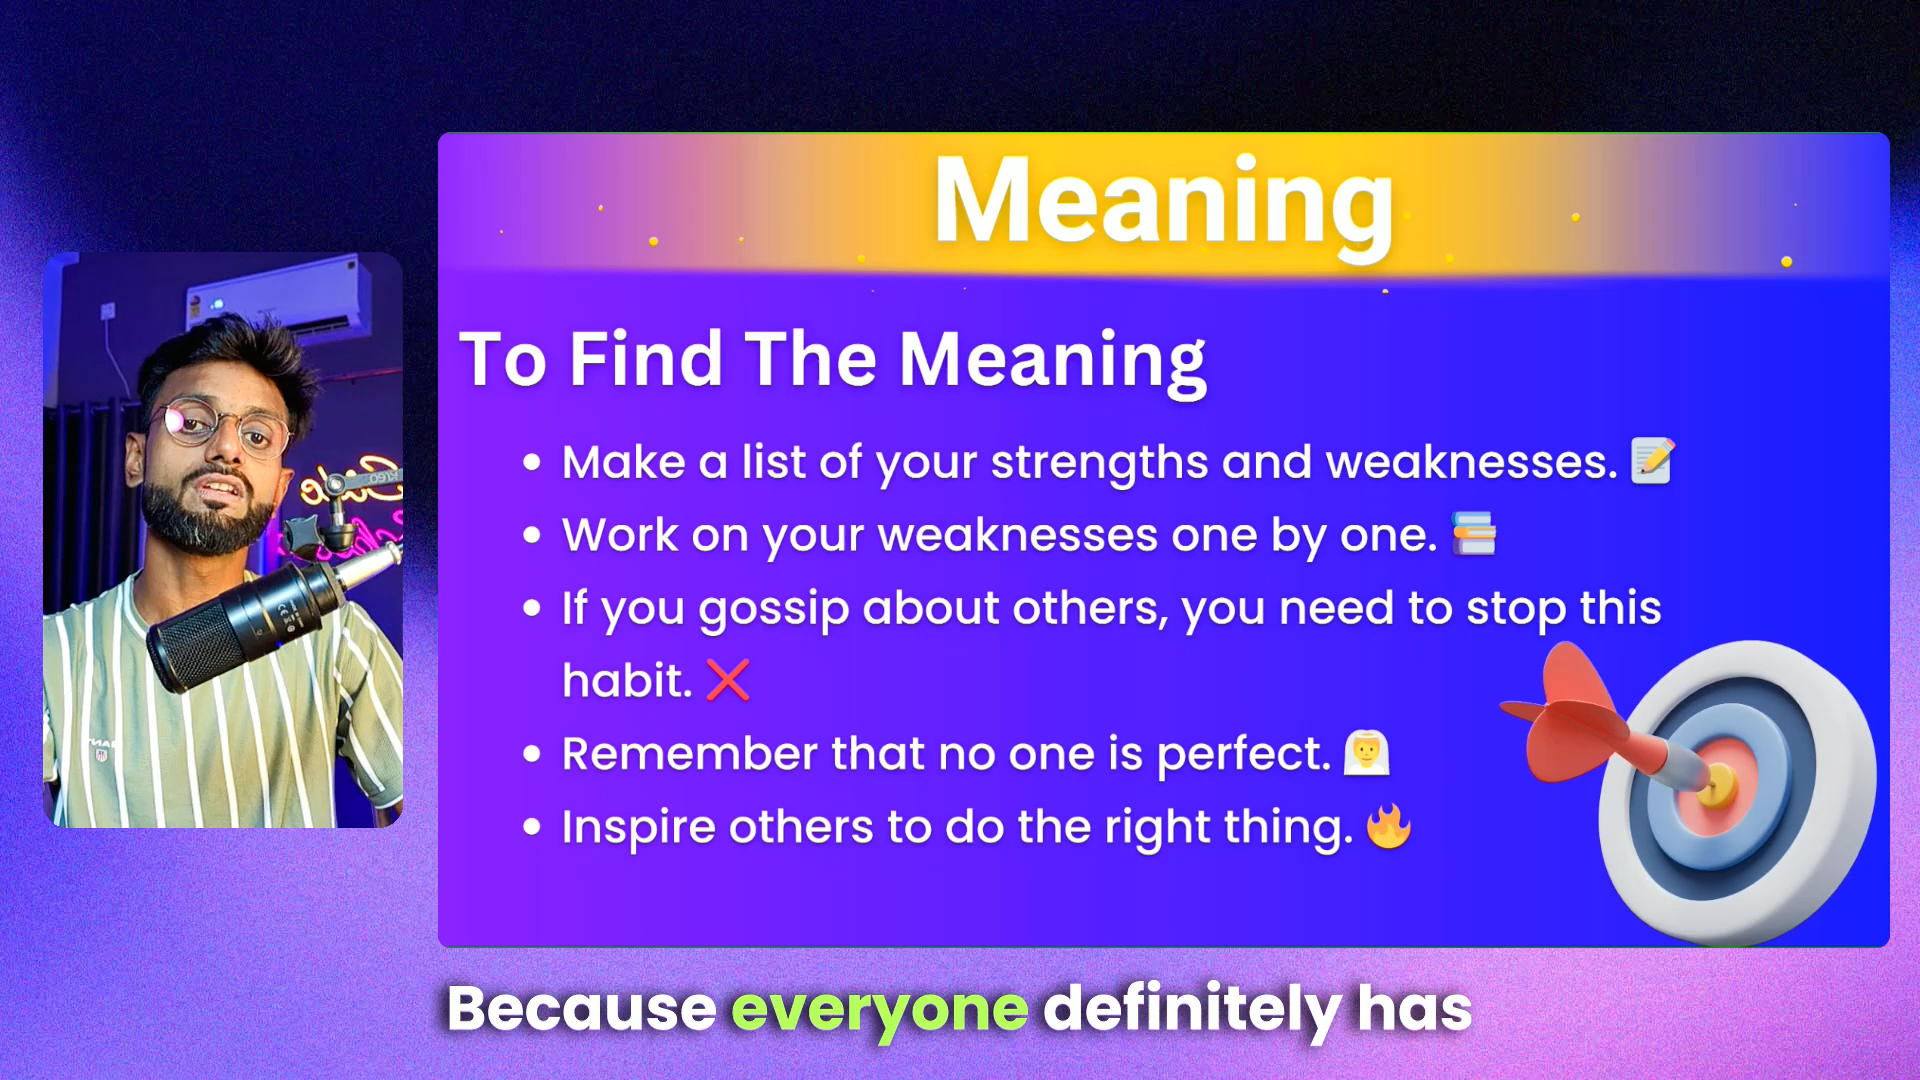 Meaning
To Find The Meaning
• Make a list of your strengths and weaknesses. 📝
• Work on your weaknesses one by one. 📚
• If you gossip about others, you need to stop this
habit. ❌
• Remember that no one is perfect. 👰‍♂️
• Inspire others to do the right thing. 🔥
Because everyone definitely has